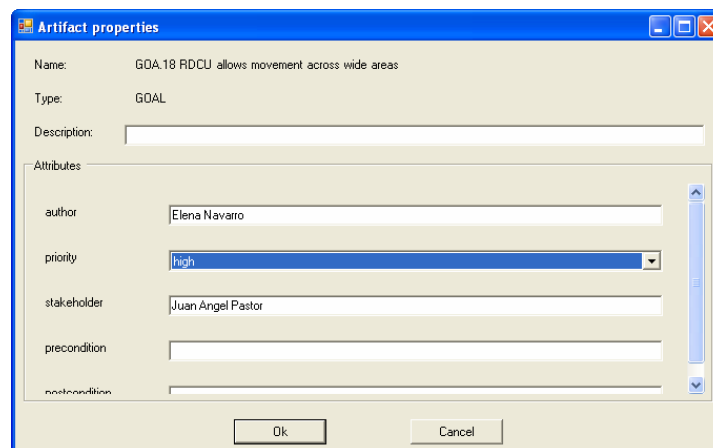 Artifact properties
Name: GOA.18 RDCU allows movement across wide areas
Type: GOAL
Description:
Attributes
author Elena Navarro
priority high
stakeholder Juan Angel Pastor
precondition
postcondition
Ok Cancel